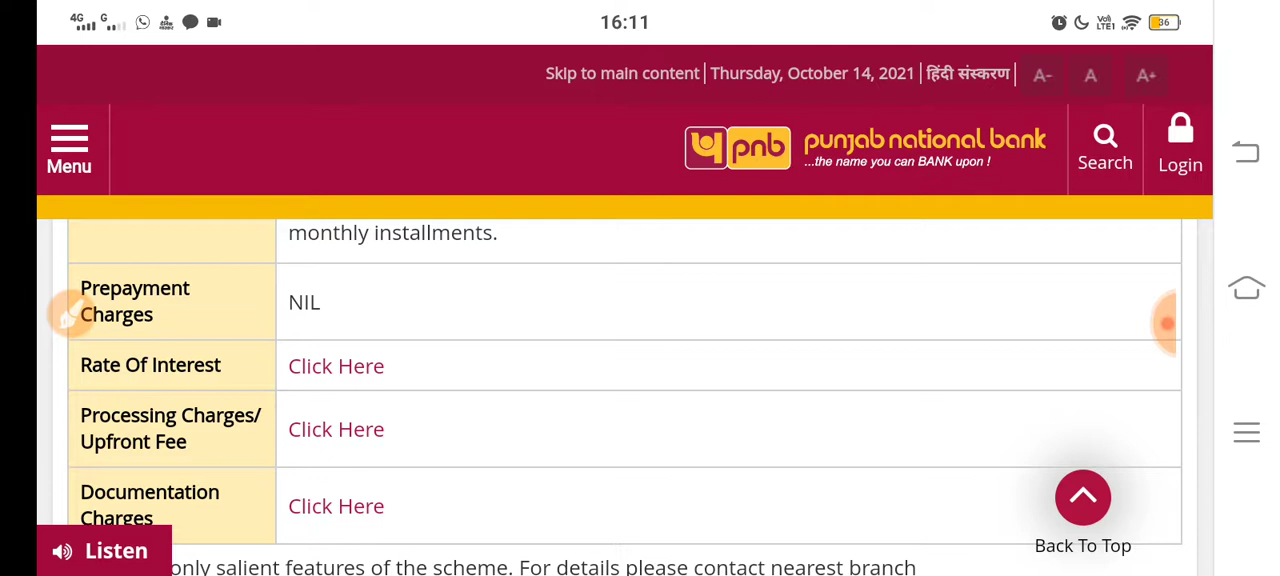 4G G 16:11 Vo) LTE1 36
Skip to main content Thursday, October 14, 2021 हिंदी संस्करण A- A A+
Menu
प pnb punjab national bank
...the name you can BANK upon !
Search
Login
monthly installments.
Prepayment Charges
NIL
Rate Of Interest
Click Here
Processing Charges/
Upfront Fee
Click Here
Documentation
Charges
Click Here
Listen
Back To Top
only salient features of the scheme. For details please contact nearest branch